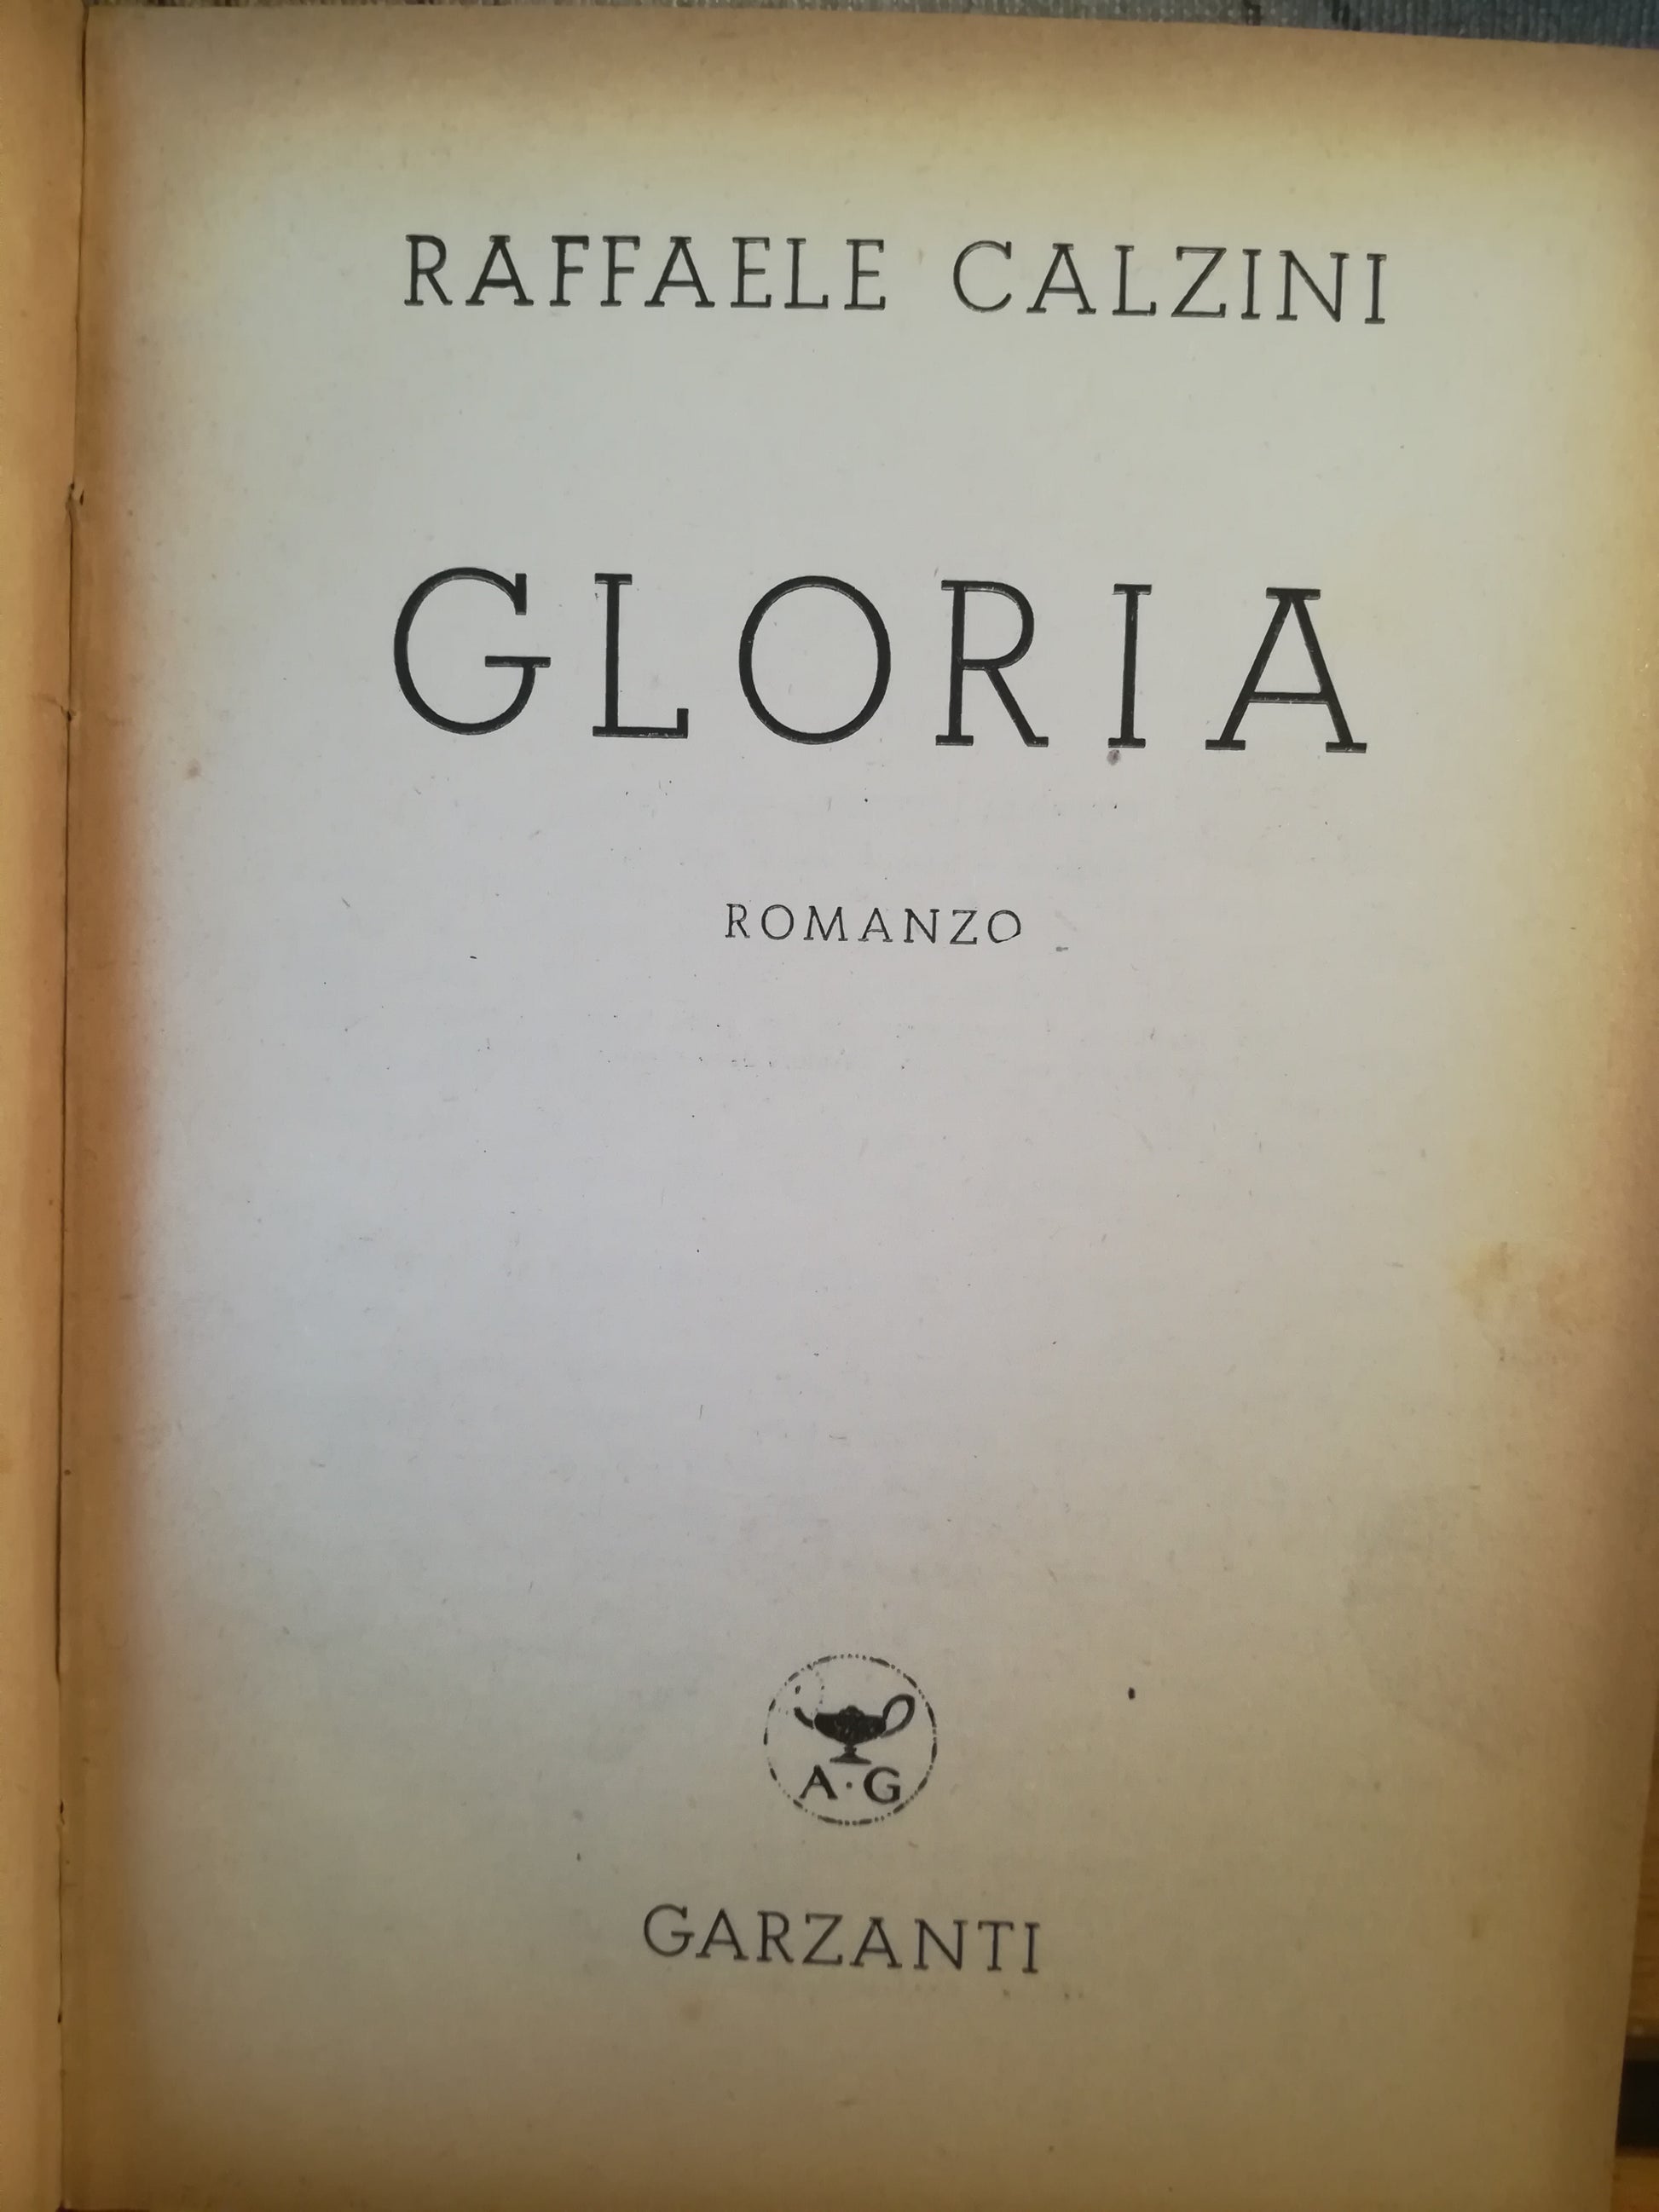 RAFFAELE CALZINI
GLORIA
ROMANZO
A·G
GARZANTI